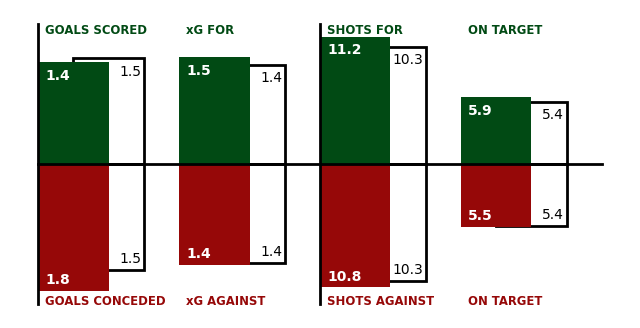 GOALS SCORED xG FOR SHOTS FOR ON TARGET
1.4 1.5 1.5 1.4 11.2 10.3 5.9 5.4
1.8 1.5 1.4 1.4 10.8 10.3 5.5 5.4
GOALS CONCEDED xG AGAINST SHOTS AGAINST ON TARGET